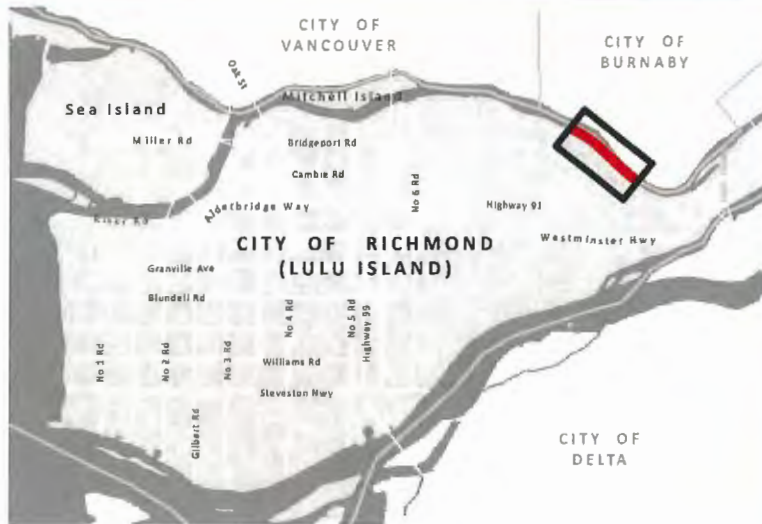 CITY OF
VANCOUVER
CITY OF
BURNABY
Oak St
Mitchell Island
Sea Island
Miller Rd
Bridgeport Rd
Cambie Rd
No 6 Rd
Highway 91
Alderbridge Way
River Rd
Westminster Hwy
CITY OF RICHMOND
(LULU ISLAND)
Granville Ave
Blundell Rd
No 1 Rd
No 2 Rd
No 3 Rd
No 4 Rd
No 5 Rd
Highway 99
Williams Rd
Steveston Hwy
Gilbert Rd
CITY OF
DELTA